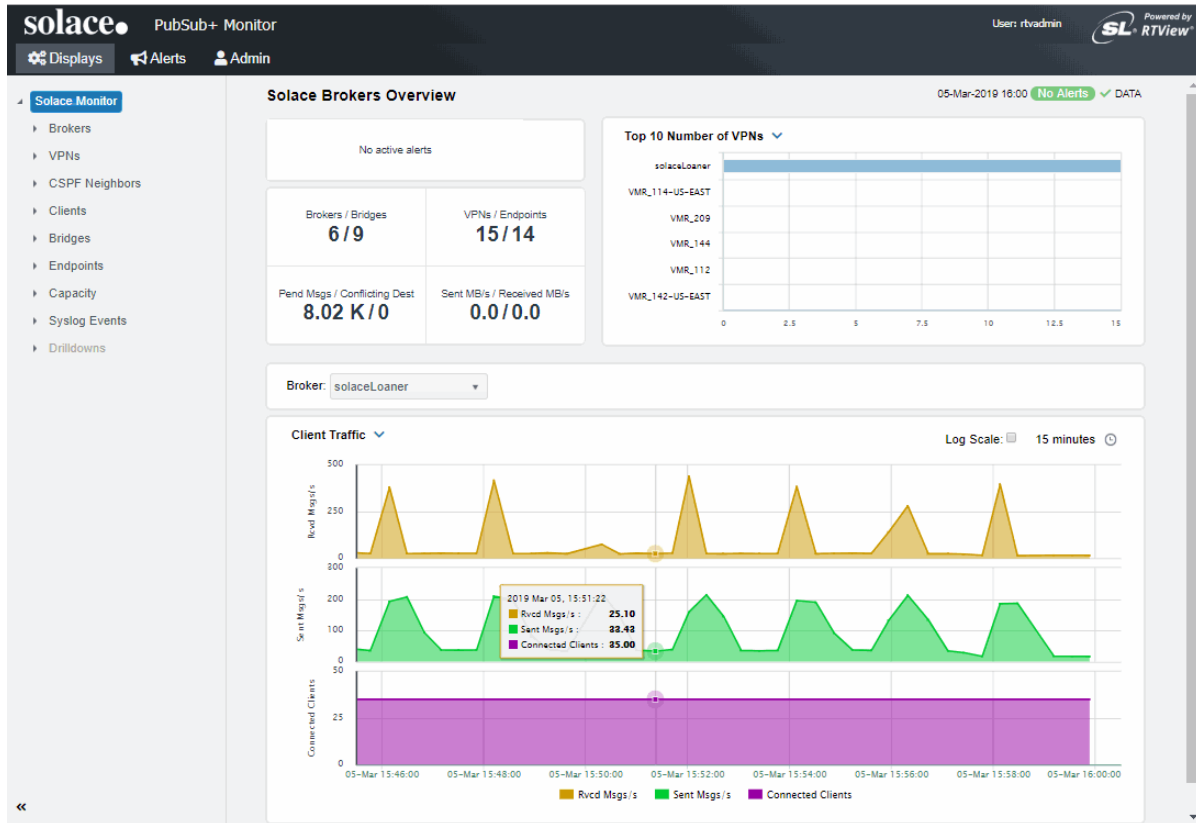 solace
PubSub+ Monitor
User: rtvadmin
SL
Powered by
RTView
Displays
Alerts
Admin
Solace Monitor
Brokers
VPNs
CSPF Neighbors
Clients
Bridges
Endpoints
Capacity
Syslog Events
Drilldowns
«
Solace Brokers Overview
05-Mar-2019 16:00 No Alerts DATA
No active alerts
Brokers / Bridges
6/9
VPNs / Endpoints
15/14
Pend Msgs / Conflicting Dest
8.02 K/0
Sent MB/s / Received MB/s
0.0/0.0
Top 10 Number of VPNs
solaceLoaner
VMR_114-US-EAST
VMR_209
VMR_144
VMR_112
VMR_142-US-EAST
0 2.5 5 7.5 10 12.5 15
Broker: solaceLoaner
Client Traffic
Log Scale: 15 minutes
Rcvd Msgs/s
500
250
0
Sent Msgs/s
300
200
100
0
Connected Clients
50
25
0
2019 Mar 05, 15:51:22
Rvcd Msgs/s : 25.10
Sent Msgs/s : 33.43
Connected Clients : 35.00
05-Mar 15:46:00 05-Mar 15:48:00 05-Mar 15:50:00 05-Mar 15:52:00 05-Mar 15:54:00 05-Mar 15:56:00 05-Mar 15:58:00 05-Mar 16:00:00
Rvcd Msgs/s Sent Msgs/s Connected Clients